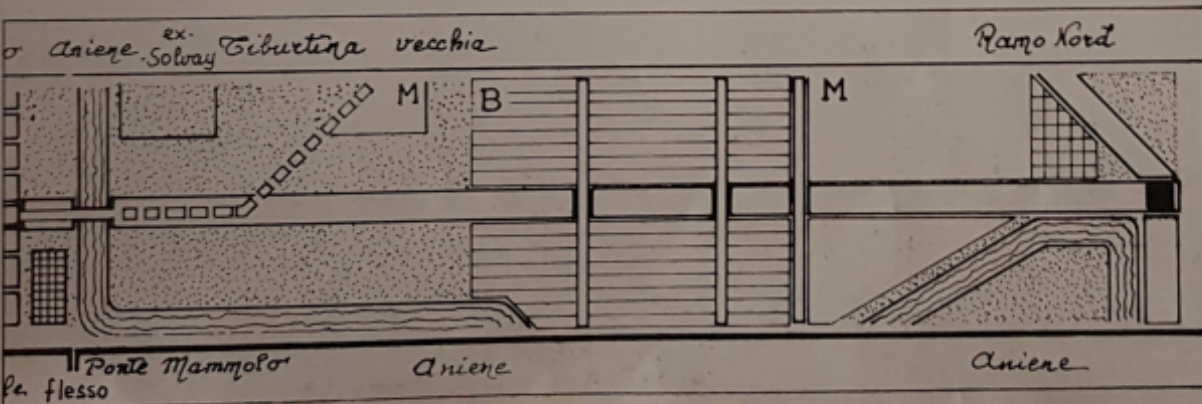 o Aniene ex. Solvay Tiburtina vecchia Ramo Nord
M B M
Ponte Mammolo Aniene Aniene
flesso